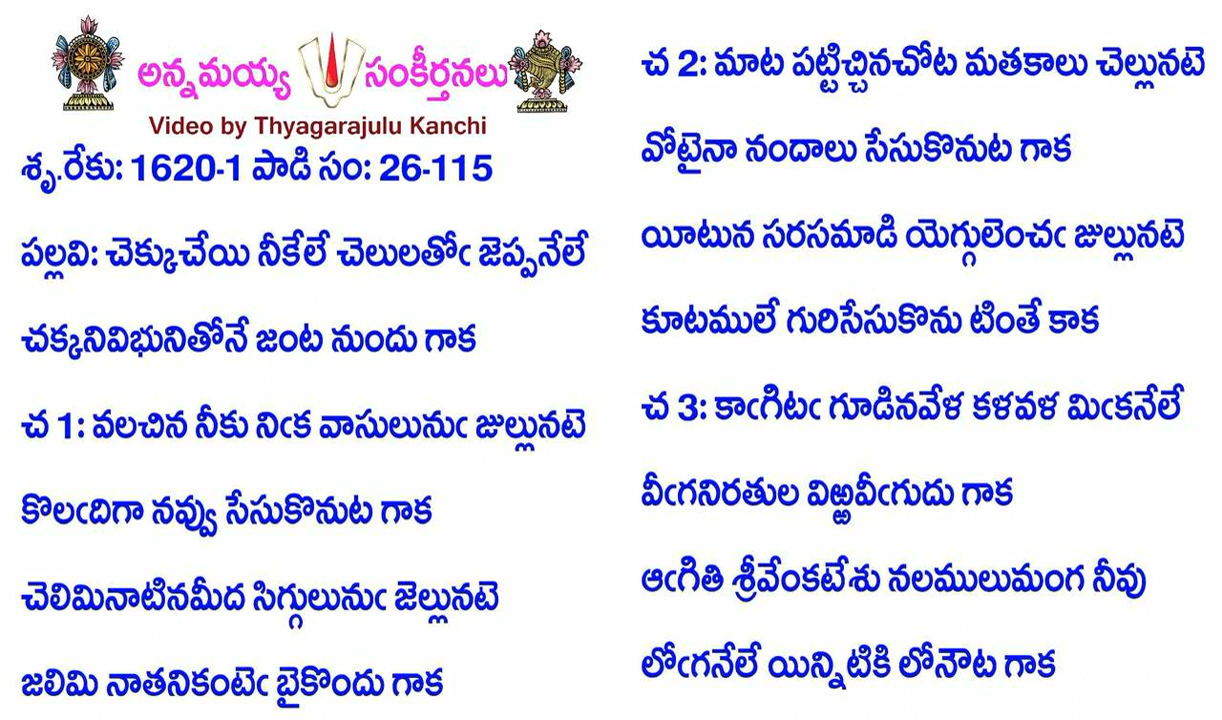 అన్నమయ్య సంకీర్తనలు
Video by Thyagarajulu Kanchi
శృ.రేకు: 1620-1 పాడి సం: 26-115
పల్లవి: చెక్కుచేయి నీకేలే చెలులతోఁ జెప్పనేలే
చక్కనివిభునితోనే జంట నుందు గాక
చ 1: వలచిన నీకు నిఁక వాసులునుఁ జుల్లునటె
కొలఁదిగా నవ్వు సేసుకొనుట గాక
చెలిమినాటినమీద సిగ్గులునుఁ జెల్లునటె
జలిమి నాతనికంటెఁ బైకొందు గాక
చ 2: మాట పట్టిచ్చినచోట మతకాలు చెల్లునటె
వోటైనా నందాలు సేసుకొనుట గాక
యీటున సరసమాడి యెగ్గులెంచఁ జుల్లునటె
కూటములే గురిసేసుకొను టింతే కాక
చ 3: కాఁగిటఁ గూడినవేళ కళవళ మిఁకనేలే
వీఁగనిరతుల విఱ్ఱవీఁగుదు గాక
ఆఁగితి శ్రీవేంకటేశు నలములుమంగ నీవు
లోఁగనేలే యిన్నిటికి లోనౌట గాక